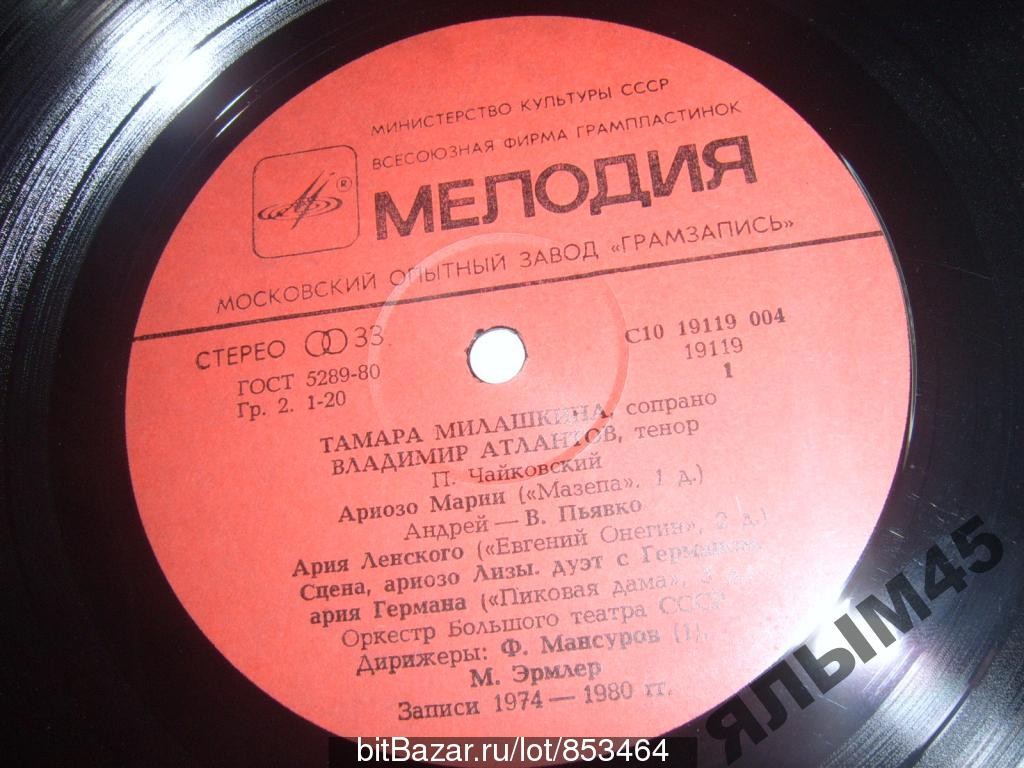 МИНИСТЕРСТВО КУЛЬТУРЫ СССР
ВСЕСОЮЗНАЯ ФИРМА ГРАМПЛАСТИНОК
®
МЕЛОДИЯ
МОСКОВСКИЙ ОПЫТНЫЙ ЗАВОД «ГРАМЗАПИСЬ»
СТЕРЕО 33
ГОСТ 5289-80
Гр. 2. 1-20
С10 19119 004
19119
1
ТАМАРА МИЛАШКИНА, сопрано
ВЛАДИМИР АТЛАНТОВ, тенор
П. Чайковский
Ариозо Марии («Мазепа», 1 д.)
Андрей — В. Пьявко
Ария Ленского («Евгений Онегин», 2 д.)
Сцена, ариозо Лизы, дуэт с Германом,
ария Германа («Пиковая дама»,
Оркестр Большого театра СССР
Дирижеры: Ф. Мансуров (1),
М. Эрмлер
Записи 1974 — 1980 гг.
ЯЛЫМ45
bitBazar.ru/lot/853464